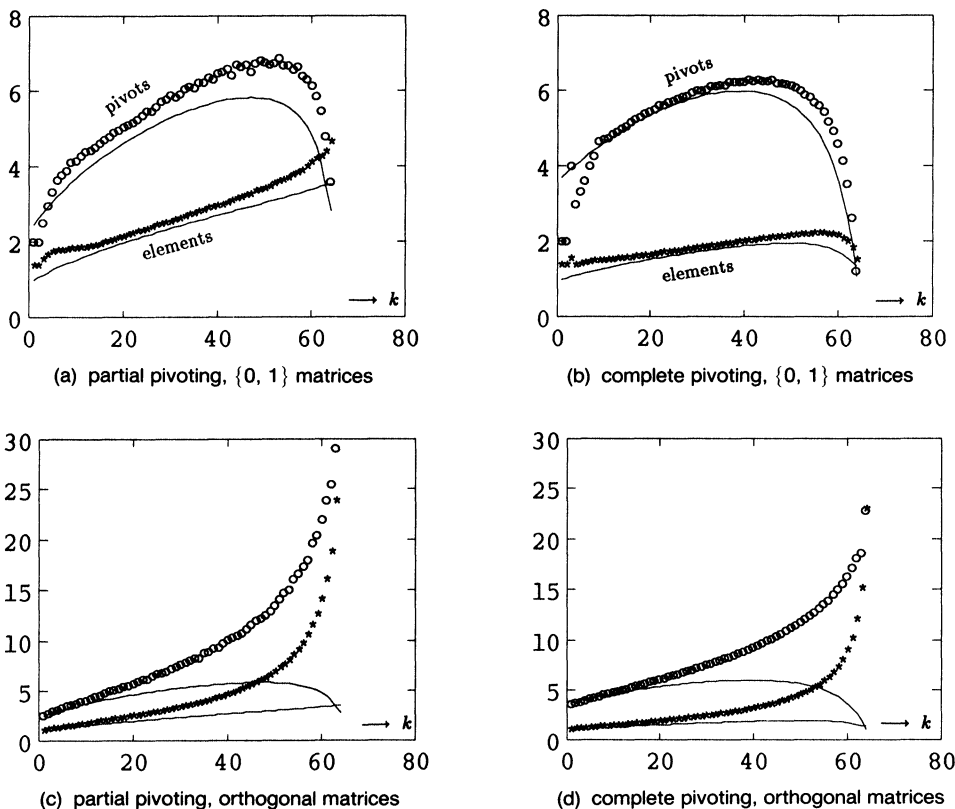 8
6
4
2
0
pivots
elements
→ k
0 20 40 60 80
(a) partial pivoting, {0, 1} matrices
8
6
4
2
0
pivots
elements
→ k
0 20 40 60 80
(b) complete pivoting, {0, 1} matrices
30
25
20
15
10
5
0
→ k
0 20 40 60 80
(c) partial pivoting, orthogonal matrices
30
25
20
15
10
5
0
→ k
0 20 40 60 80
(d) complete pivoting, orthogonal matrices